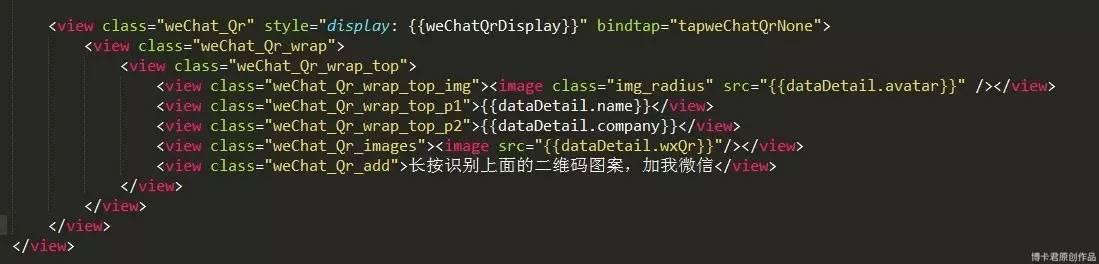 <view class="weChat_Qr" style="display: {{weChatQrDisplay}}" bindtap="tapweChatQrNone">
<view class="weChat_Qr_wrap">
<view class="weChat_Qr_wrap_top">
<view class="weChat_Qr_wrap_top_img"><image class="img_radius" src="{{dataDetail.avatar}}" /></view>
<view class="weChat_Qr_wrap_top_p1">{{dataDetail.name}}</view>
<view class="weChat_Qr_wrap_top_p2">{{dataDetail.company}}</view>
<view class="weChat_Qr_images"><image src="{{dataDetail.wxQr}}"/></view>
<view class="weChat_Qr_add">长按识别上面的二维码图案，加我微信</view>
</view>
</view>
</view>
</view>
博卡君原创作品